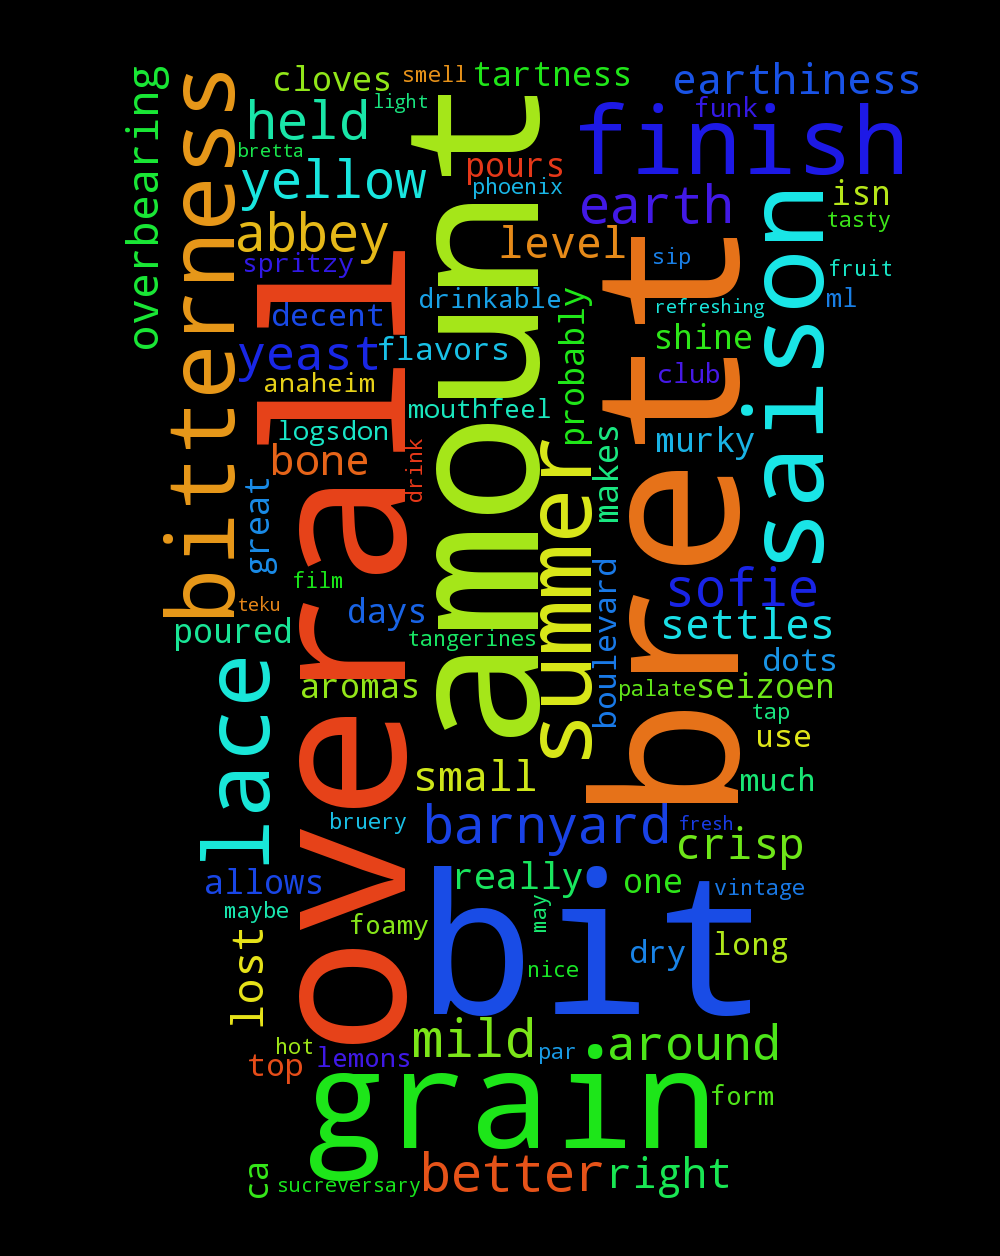 overbearing
bitterness
cloves
smell
tartness
earthiness
held
light
funk
finish
bretta
yellow
pours
phoenix
earth
isn
tasty
abbey
level
sip
fruit
spritzy
overall
amount
brett
saison
decent
drinkable
refreshing
ml
yeast
flavors
probably
shine
anaheim
club
mouthfeel
logsdon
bone
drink
makes
murky
great
summer
film
teku
days
sofie
poured
tangerines
boulevard
settles
lace
aromas
dots
palate
seizoen
tap
use
small
much
bruery
barnyard
fresh
crisp
allows
really
one
vintage
maybe
foamy
may
bit
lost
dry
long
nice
hot
top
lemons
mild
par
around
grain
form
ca
sucreversary
better
right